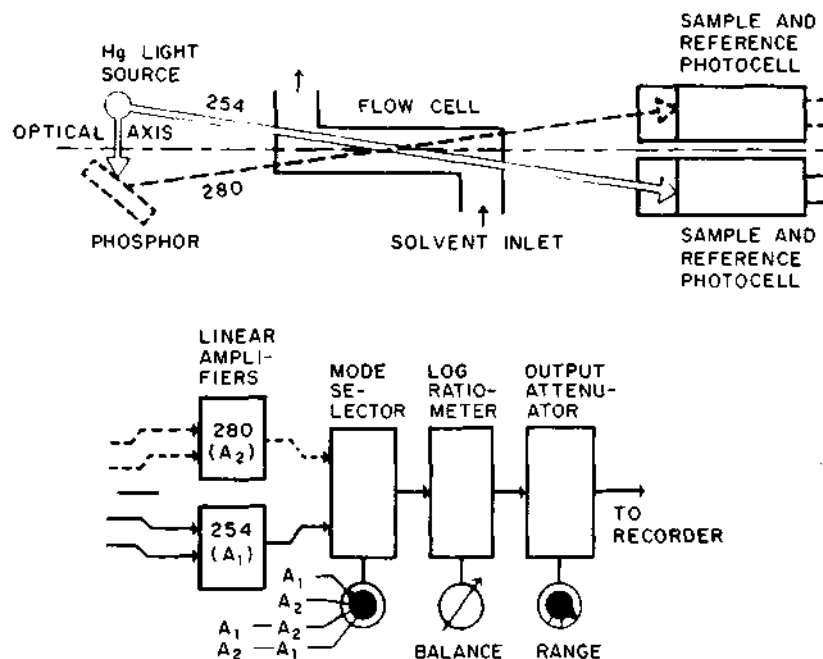 Hg LIGHT
SOURCE
254
OPTICAL AXIS
280
PHOSPHOR
FLOW CELL
SOLVENT INLET
SAMPLE AND
REFERENCE
PHOTOCELL
SAMPLE AND
REFERENCE
PHOTOCELL
LINEAR
AMPLI-
FIERS
280
(A₂)
254
(A₁)
MODE
SE-
LECTOR
LOG
RATIO-
METER
OUTPUT
ATTENU-
ATOR
TO
RECORDER
A₁
A₂
A₁ — A₂
A₂ — A₁
BALANCE
RANGE